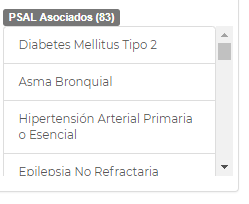 PSAL Asociados (83)
Diabetes Mellitus Tipo 2
Asma Bronquial
Hipertensión Arterial Primaria
o Esencial
Epilepsia No Refractaria